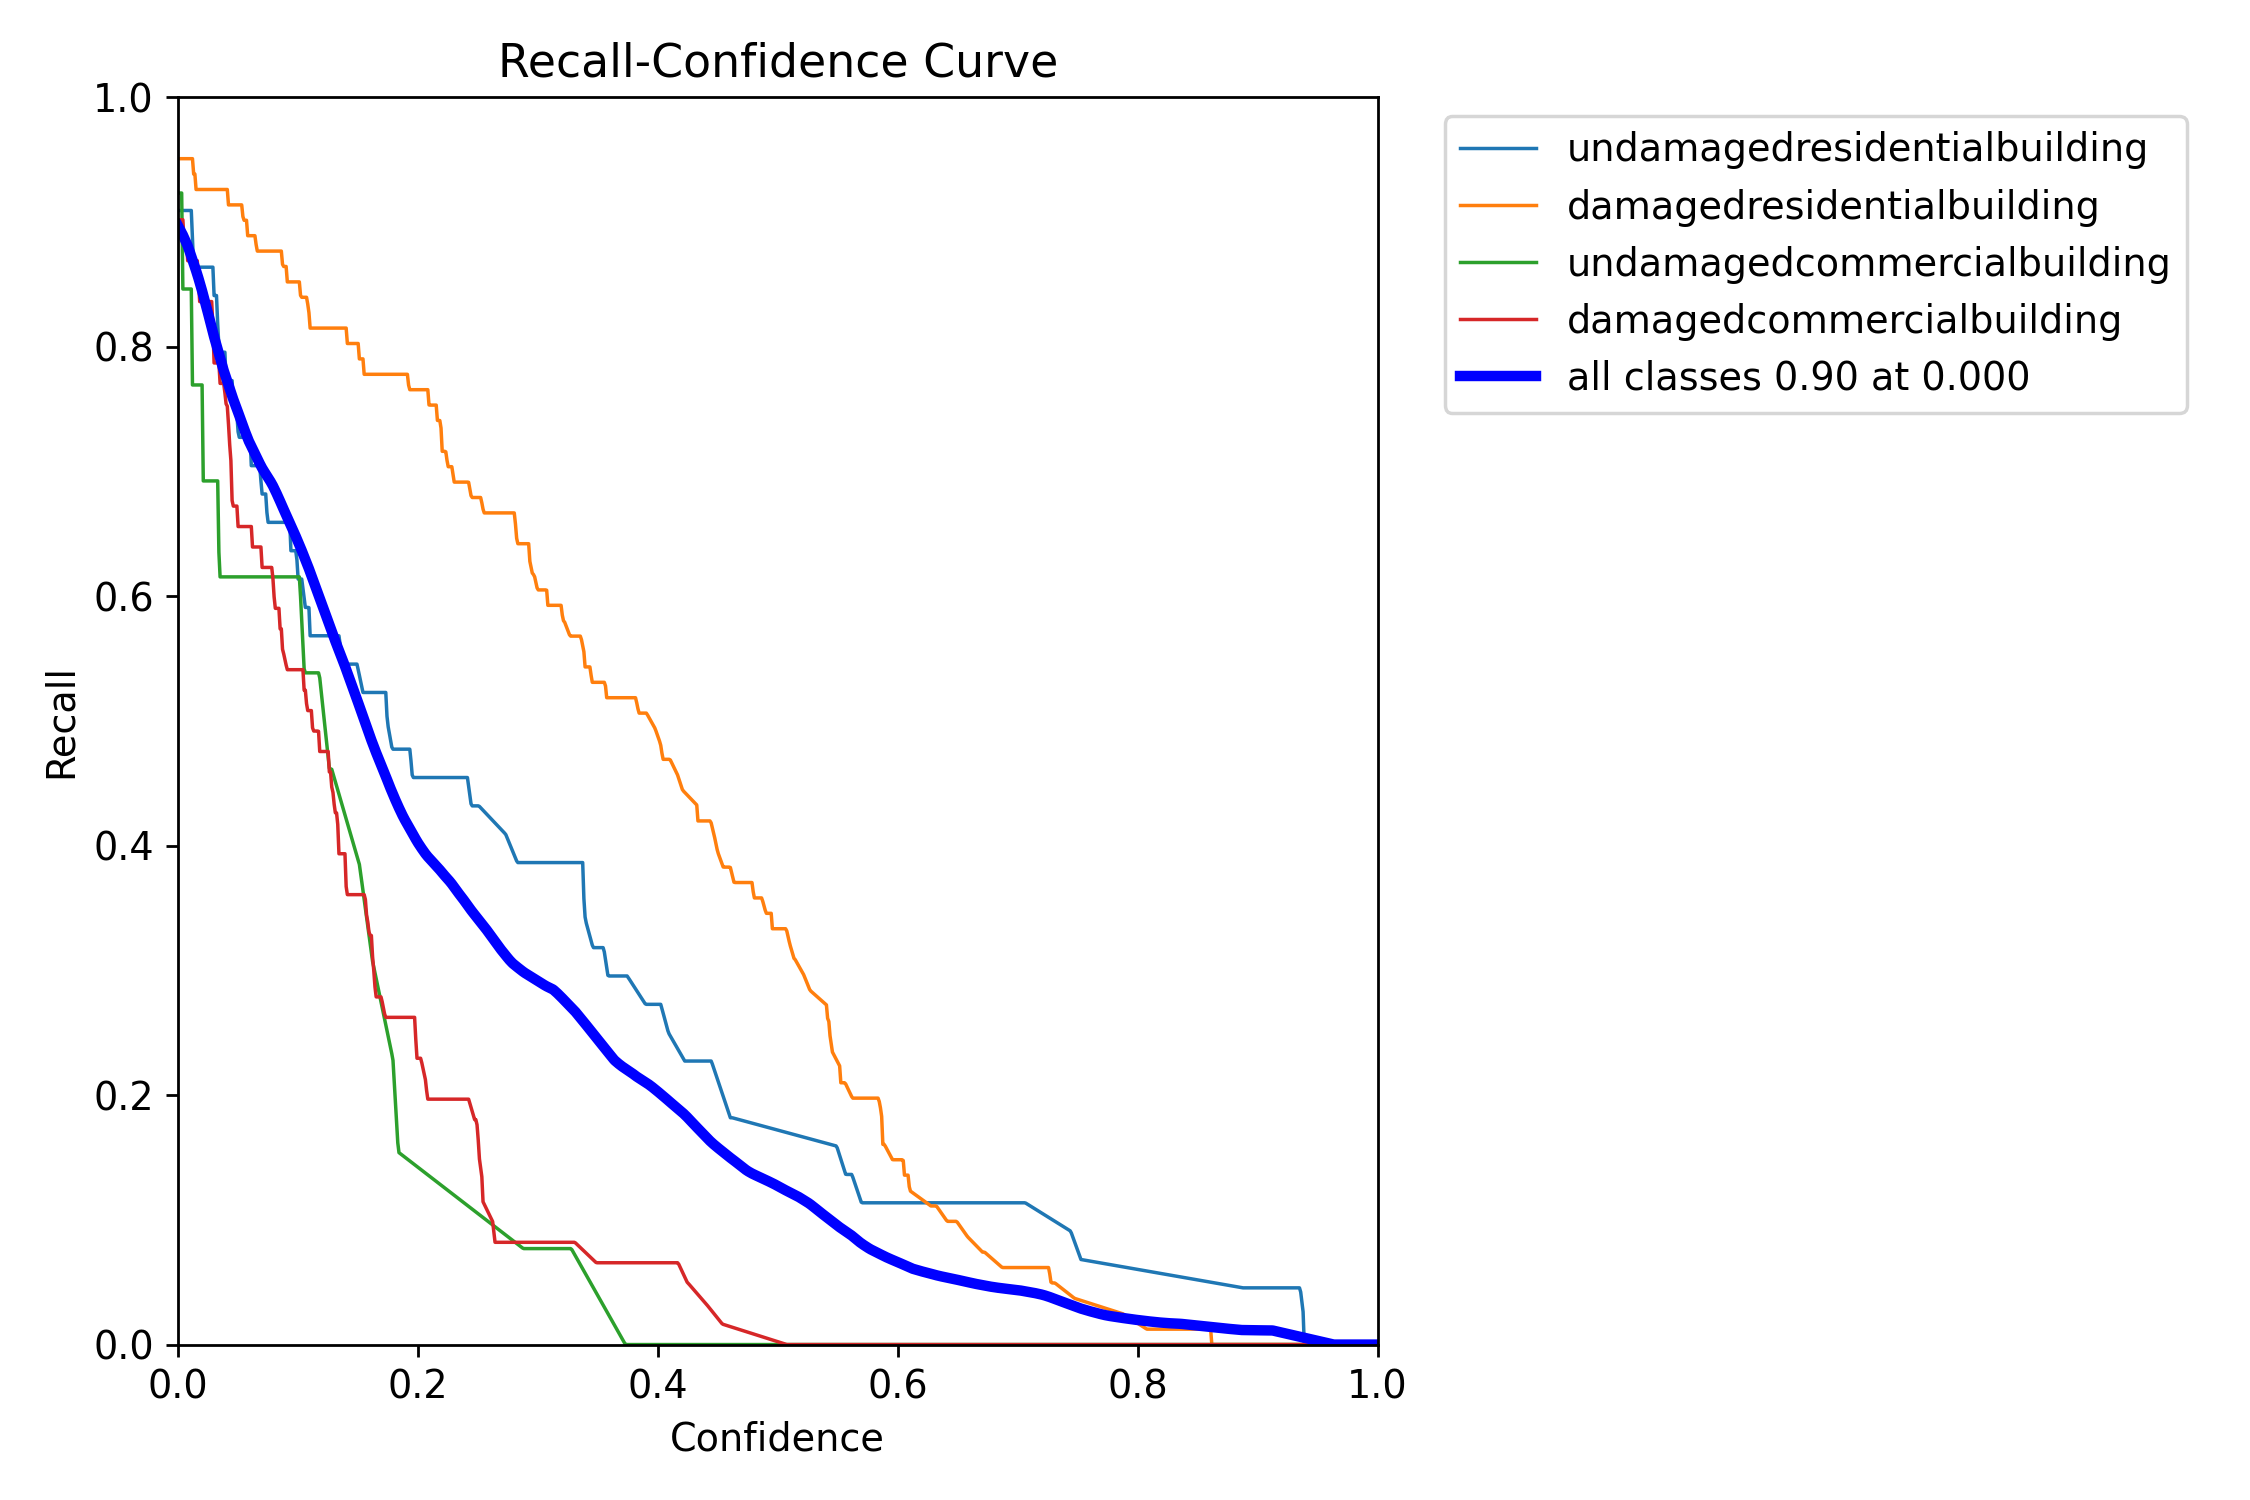 Recall-Confidence Curve
1.0
0.8
0.6
0.4
0.2
0.0
Recall
0.0 0.2 0.4 0.6 0.8 1.0
Confidence
undamagedresidentialbuilding
damagedresidentialbuilding
undamagedcommercialbuilding
damagedcommercialbuilding
all classes 0.90 at 0.000